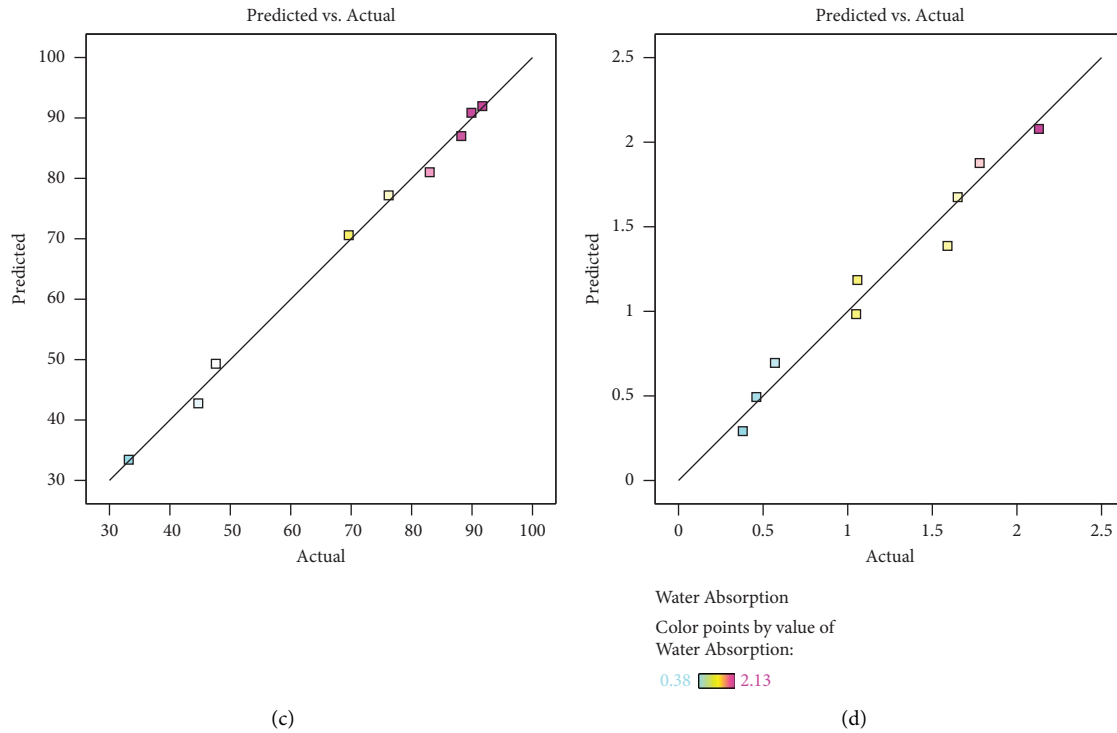 Predicted vs. Actual
100
90
80
70
60
50
40
30
Predicted
30 40 50 60 70 80 90 100
Actual
(c)
Predicted vs. Actual
2.5
2
1.5
1
0.5
0
Predicted
0 0.5 1 1.5 2 2.5
Actual
Water Absorption
Color points by value of
Water Absorption:
0.38 2.13
(d)